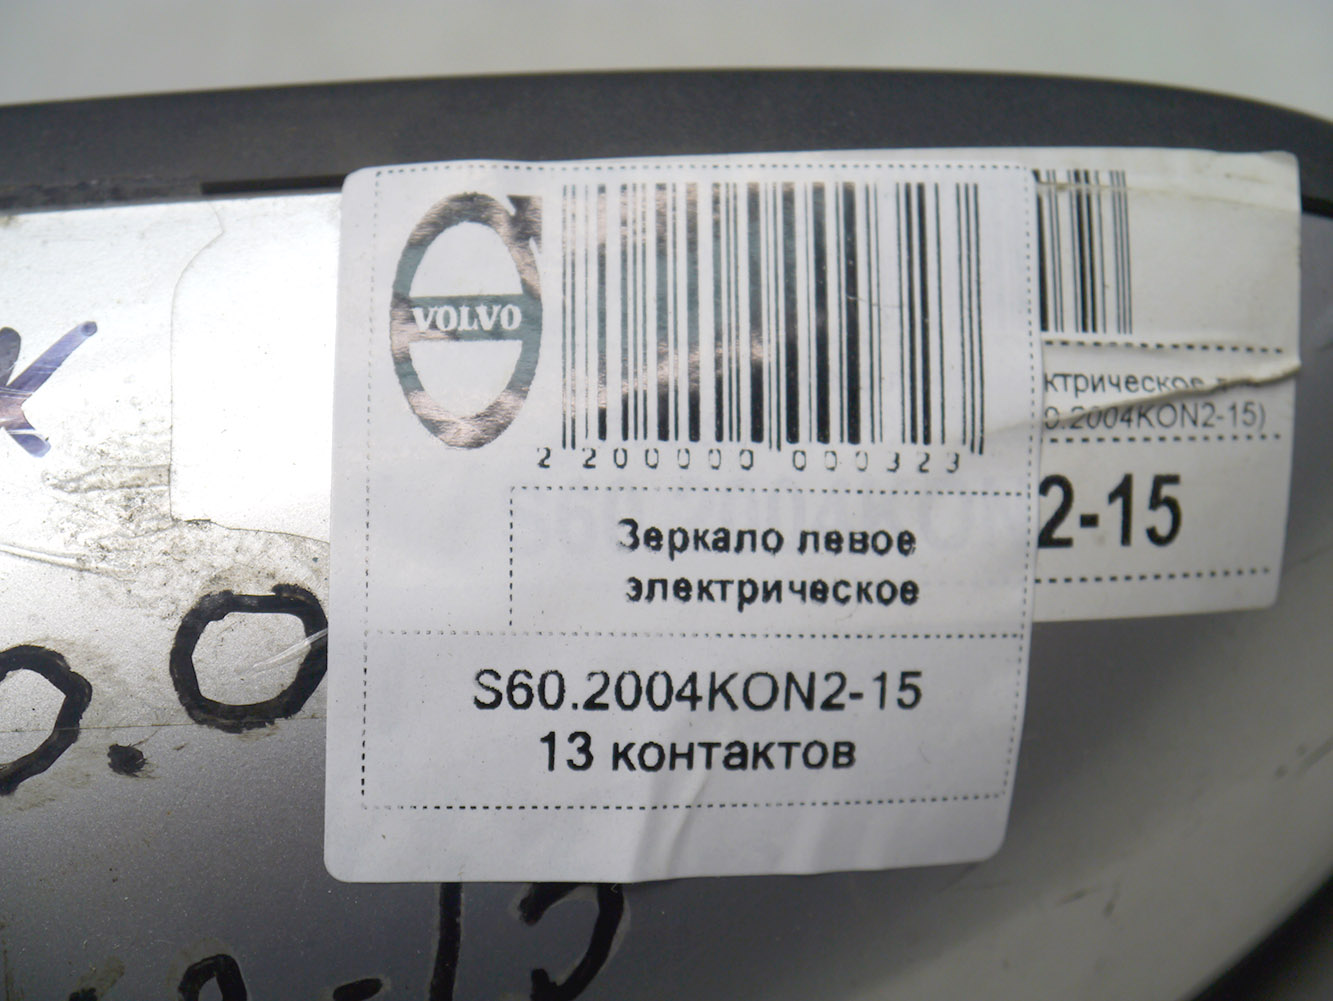 VOLVO
2 200000 000323
Зеркало левое
электрическое
S60.2004KON2-15
13 контактов
ктрическое
0.2004KON2-15)
2-15